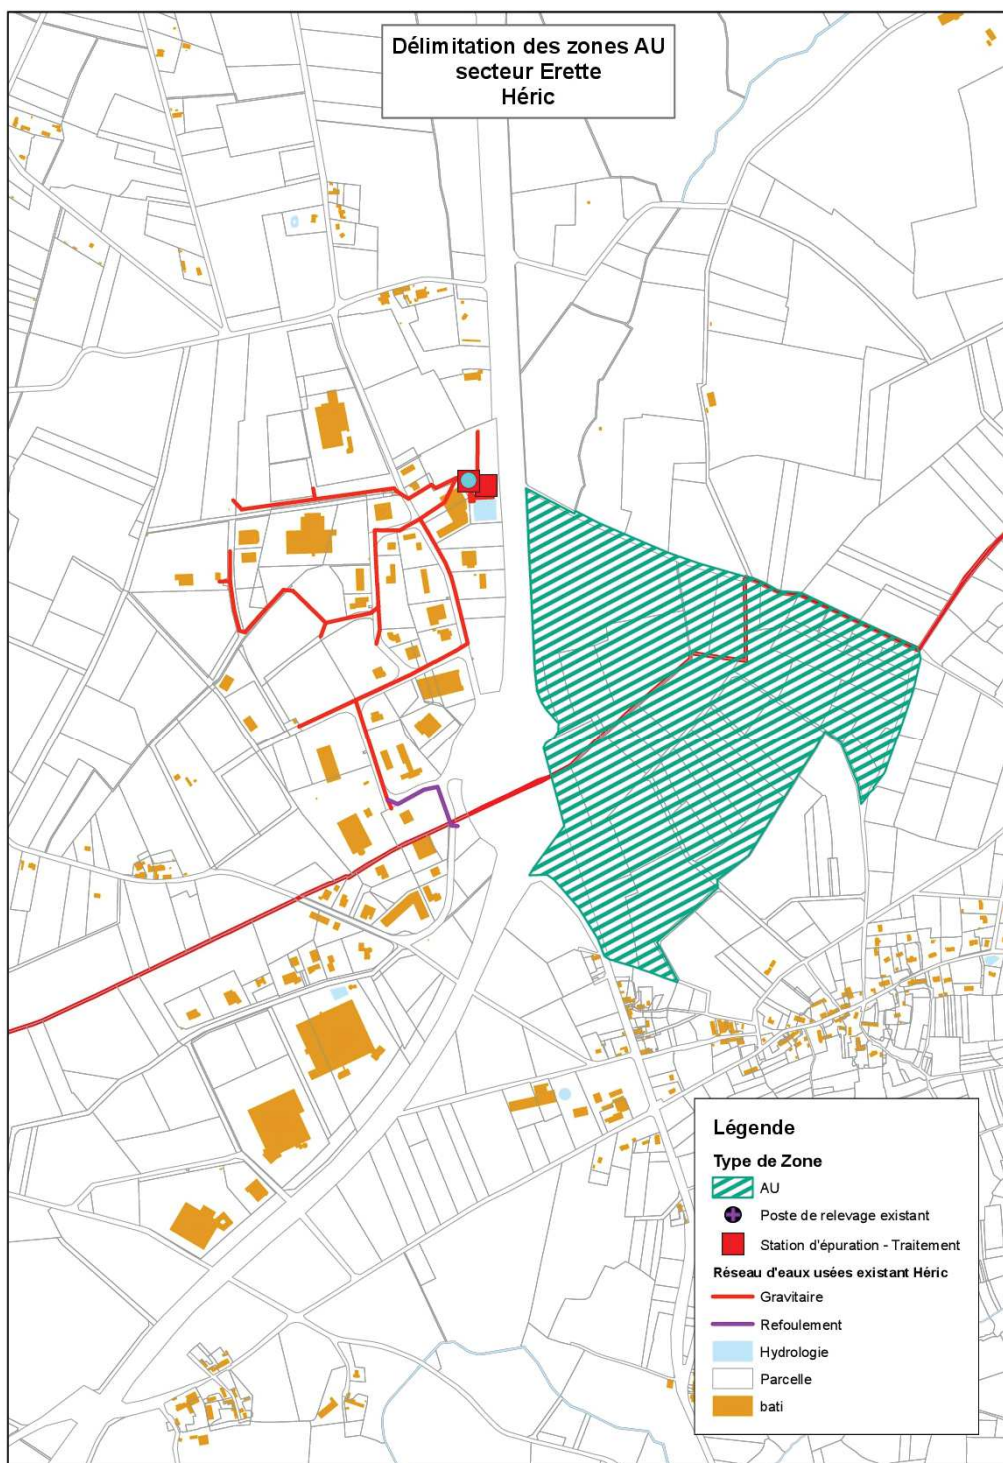 Délimitation des zones AU
secteur Erette
Héric
Légende
Type de Zone
AU
Poste de relevage existant
Station d'épuration - Traitement
Réseau d'eaux usées existant Héric
Gravitaire
Refoulement
Hydrologie
Parcelle
bati